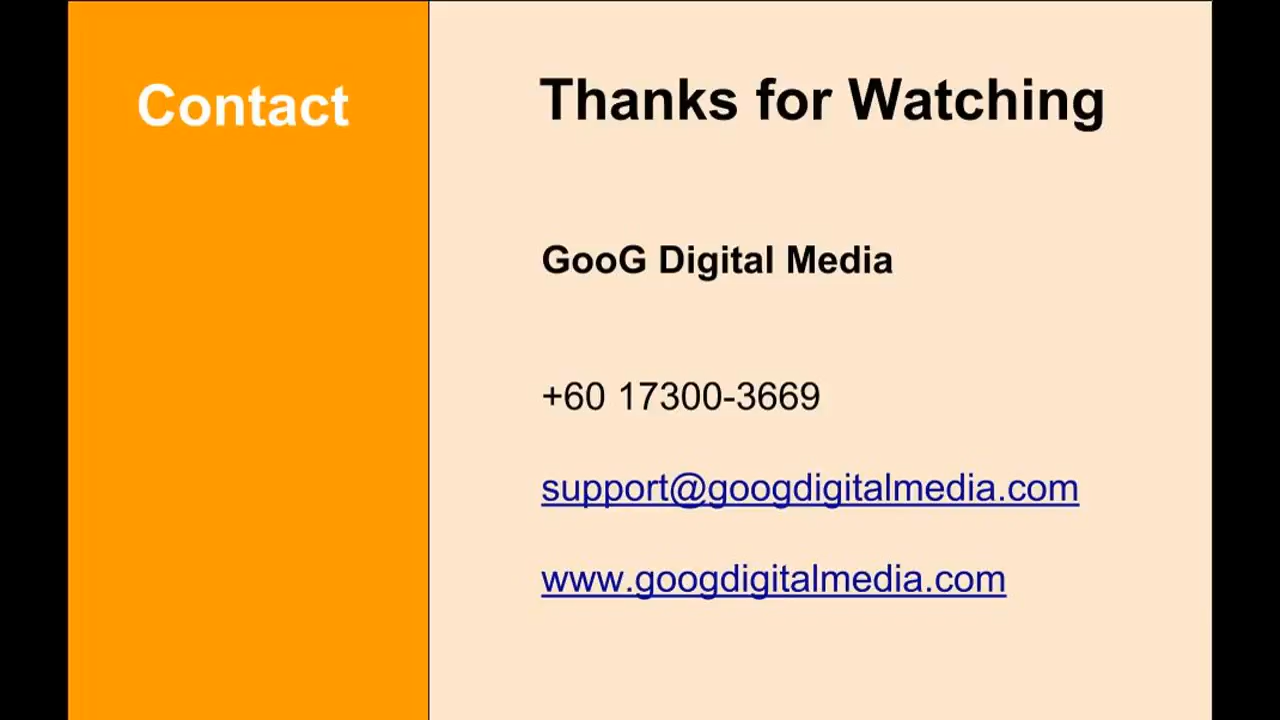 Contact
Thanks for Watching
GooG Digital Media
+60 17300-3669
support@googdigitalmedia.com
www.googdigitalmedia.com